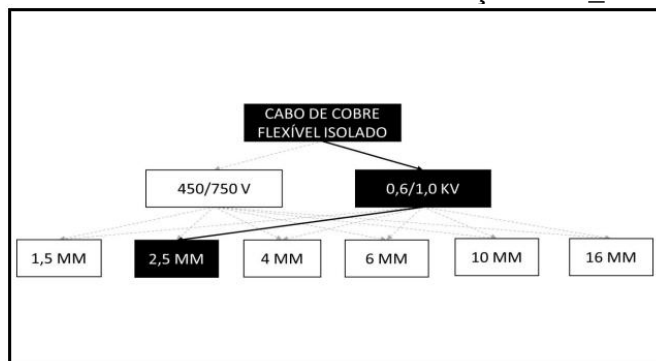 CABO DE COBRE
FLEXÍVEL ISOLADO
450/750 V
0,6/1,0 KV
1,5 MM
2,5 MM
4 MM
6 MM
10 MM
16 MM